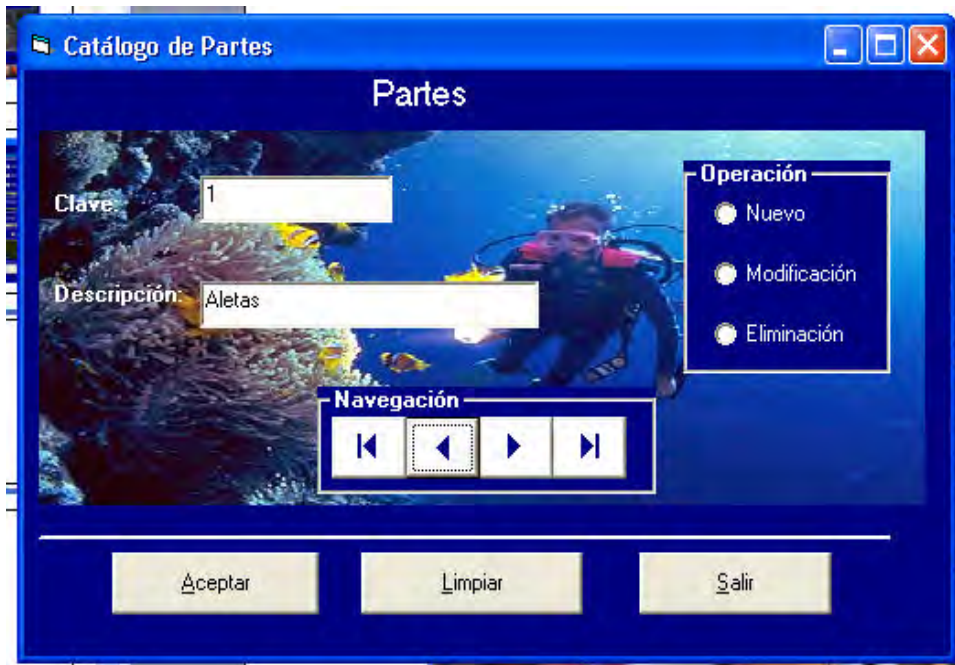 Catálogo de Partes
Partes
Clave:
1
Descripción:
Aletas
Operación
Nuevo
Modificación
Eliminación
Navegación
Aceptar
Limpiar
Salir